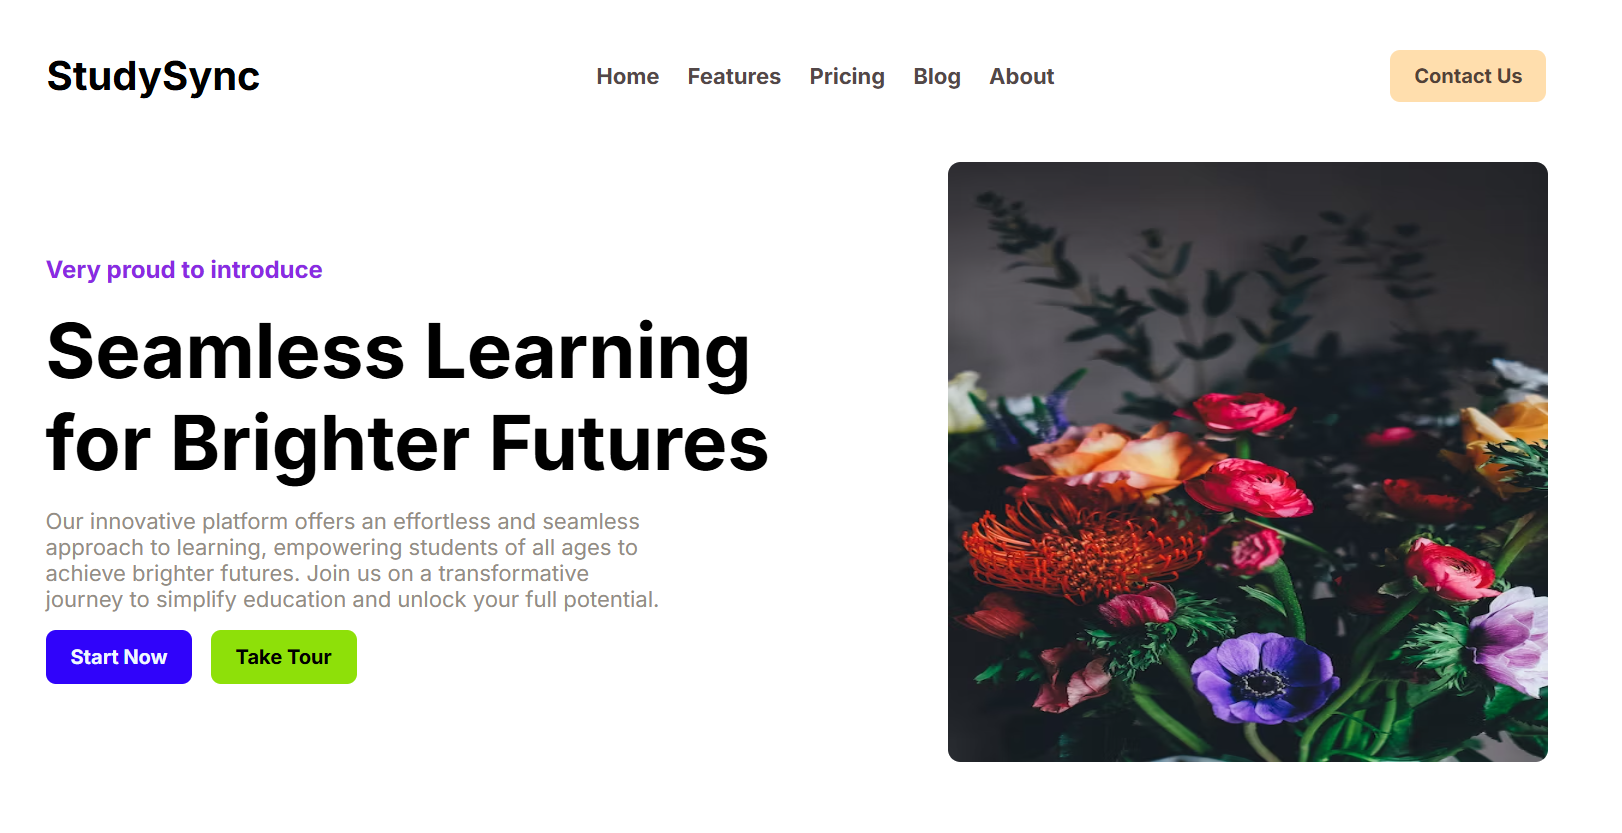 StudySync
Home Features Pricing Blog About
Contact Us
Very proud to introduce
Seamless Learning
for Brighter Futures
Our innovative platform offers an effortless and seamless
approach to learning, empowering students of all ages to
achieve brighter futures. Join us on a transformative
journey to simplify education and unlock your full potential.
Start Now
Take Tour